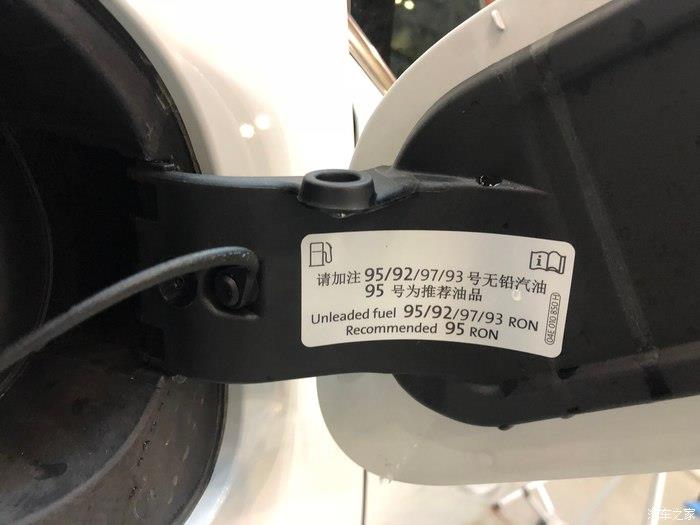 请加注 95/92/97/93 号无铅汽油
95 号为推荐油品
Unleaded fuel 95/92/97/93 RON
Recommended 95 RON
04E 010 850 H
汽车之家